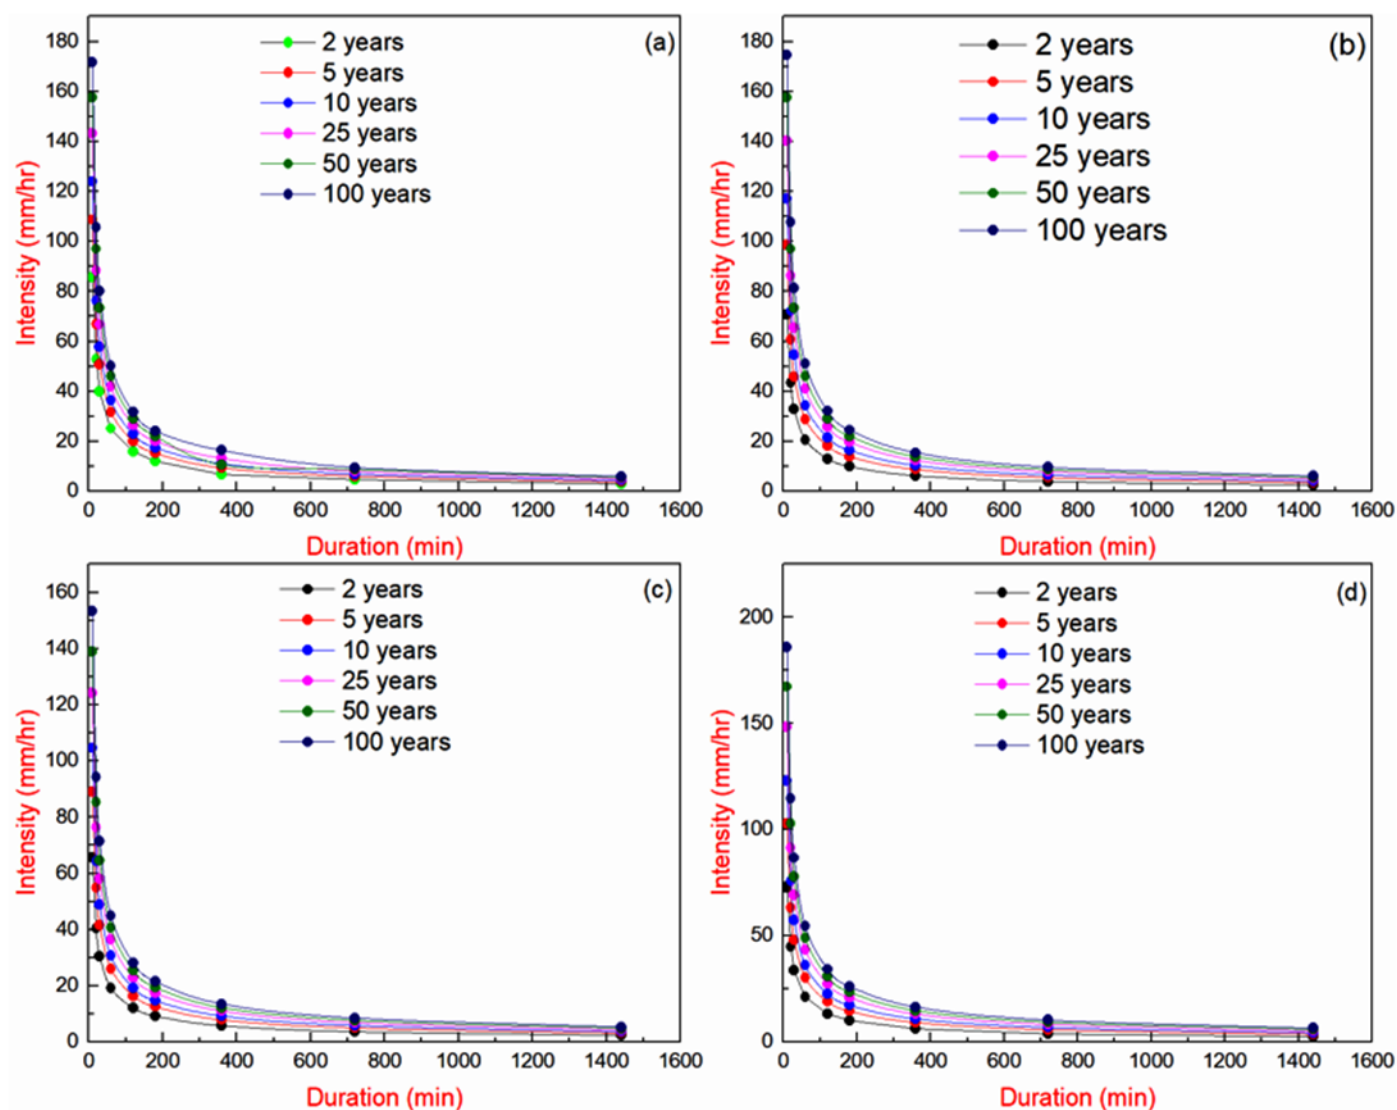 180
160
140
120
100
80
60
40
20
0
Intensity (mm/hr)
2 years
5 years
10 years
25 years
50 years
100 years
(a)
0 200 400 600 800 1000 1200 1400 1600
Duration (min)
180
160
140
120
100
80
60
40
20
0
Intensity (mm/hr)
2 years
5 years
10 years
25 years
50 years
100 years
(b)
0 200 400 600 800 1000 1200 1400 1600
Duration (min)
160
140
120
100
80
60
40
20
0
Intensity (mm/hr)
2 years
5 years
10 years
25 years
50 years
100 years
(c)
0 200 400 600 800 1000 1200 1400 1600
Duration (min)
200
150
100
50
0
Intensity (mm/hr)
2 years
5 years
10 years
25 years
50 years
100 years
(d)
0 200 400 600 800 1000 1200 1400 1600
Duration (min)